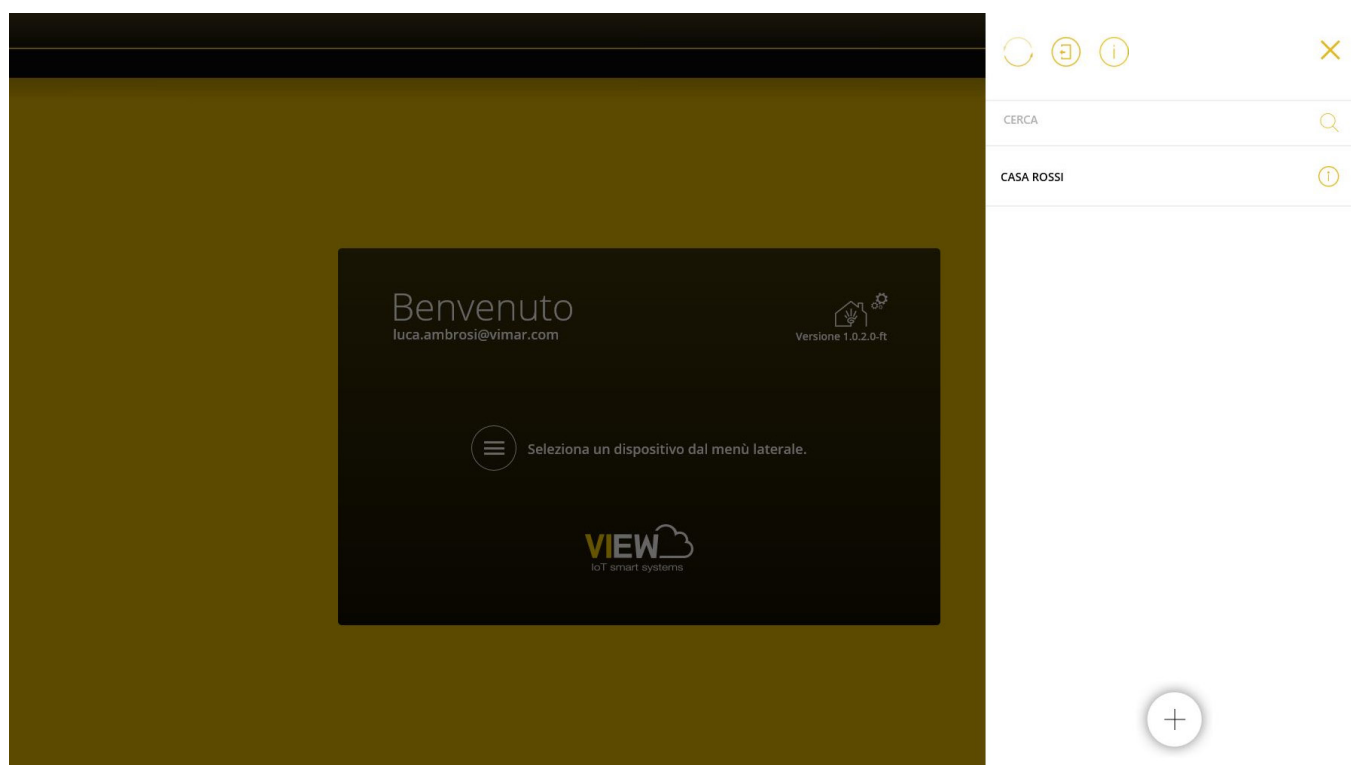 CERCA
CASA ROSSI
Benvenuto
luca.ambrosi@vimar.com
Versione 1.0.2.0-ft
Seleziona un dispositivo dal menù laterale.
VIEW
IoT smart systems